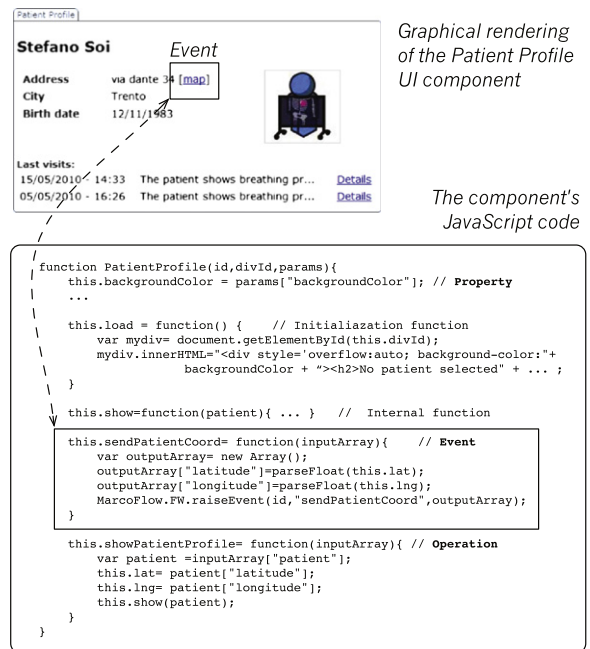 Patient Profile
Graphical rendering
of the Patient Profile
UI component
Stefano Soi
Event
Address via dante 34 [map]
City Trento
Birth date 12/11/1983
Last visits:
15/05/2010 - 14:33 The patient shows breathing pr... Details
05/05/2010 - 16:26 The patient shows breathing pr... Details
The component's
JavaScript code
function PatientProfile(id,divId,params){
this.backgroundColor = params["backgroundColor"]; // Property
...
this.load = function() { // Initialiazation function
var mydiv= document.getElementById(this.divId);
mydiv.innerHTML="<div style='overflow:auto; background-color:"+
backgroundColor + “><h2>No patient selected" + ... ;
}
this.show=function(patient){ ... } // Internal function
this.sendPatientCoord= function(inputArray){ // Event
var outputArray= new Array();
outputArray["latitude"]=parseFloat(this.lat);
outputArray["longitude"]=parseFloat(this.lng);
MarcoFlow.FW.raiseEvent(id,"sendPatientCoord",outputArray);
}
this.showPatientProfile= function(inputArray){ // Operation
var patient =inputArray["patient"];
this.lat= patient["latitude"];
this.lng= patient["longitude"];
this.show(patient);
}
}